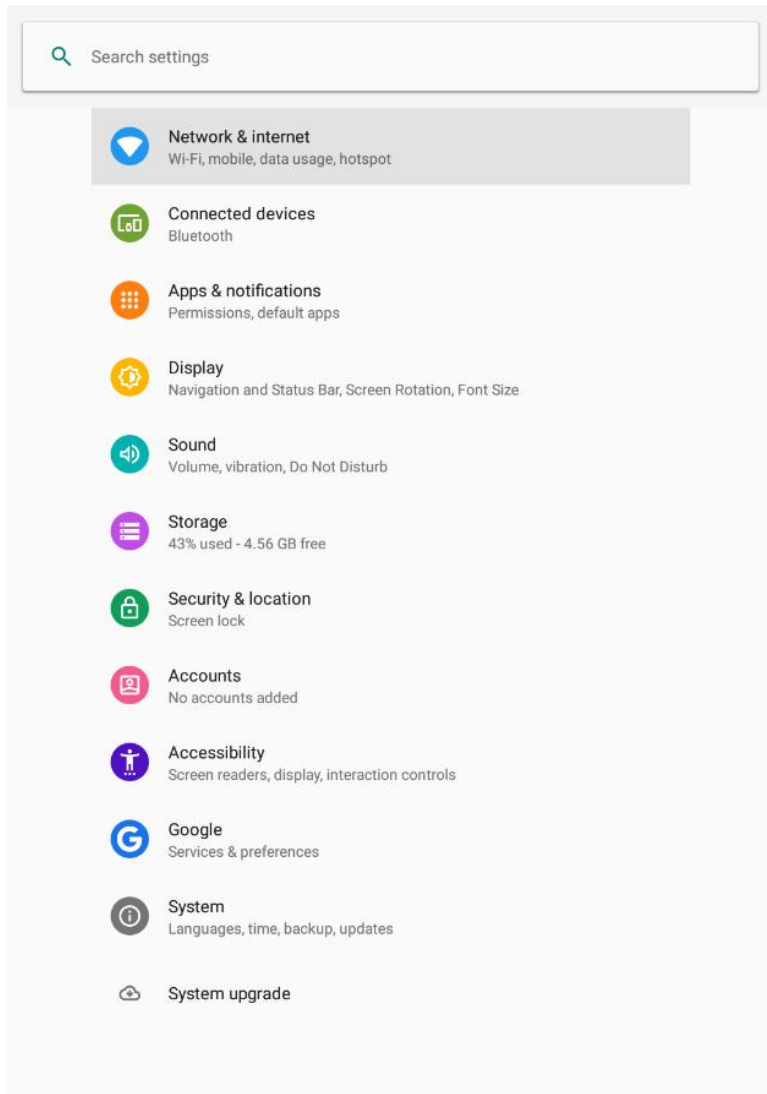 Search settings
Network & internet
Wi-Fi, mobile, data usage, hotspot
Connected devices
Bluetooth
Apps & notifications
Permissions, default apps
Display
Navigation and Status Bar, Screen Rotation, Font Size
Sound
Volume, vibration, Do Not Disturb
Storage
43% used - 4.56 GB free
Security & location
Screen lock
Accounts
No accounts added
Accessibility
Screen readers, display, interaction controls
Google
Services & preferences
System
Languages, time, backup, updates
System upgrade